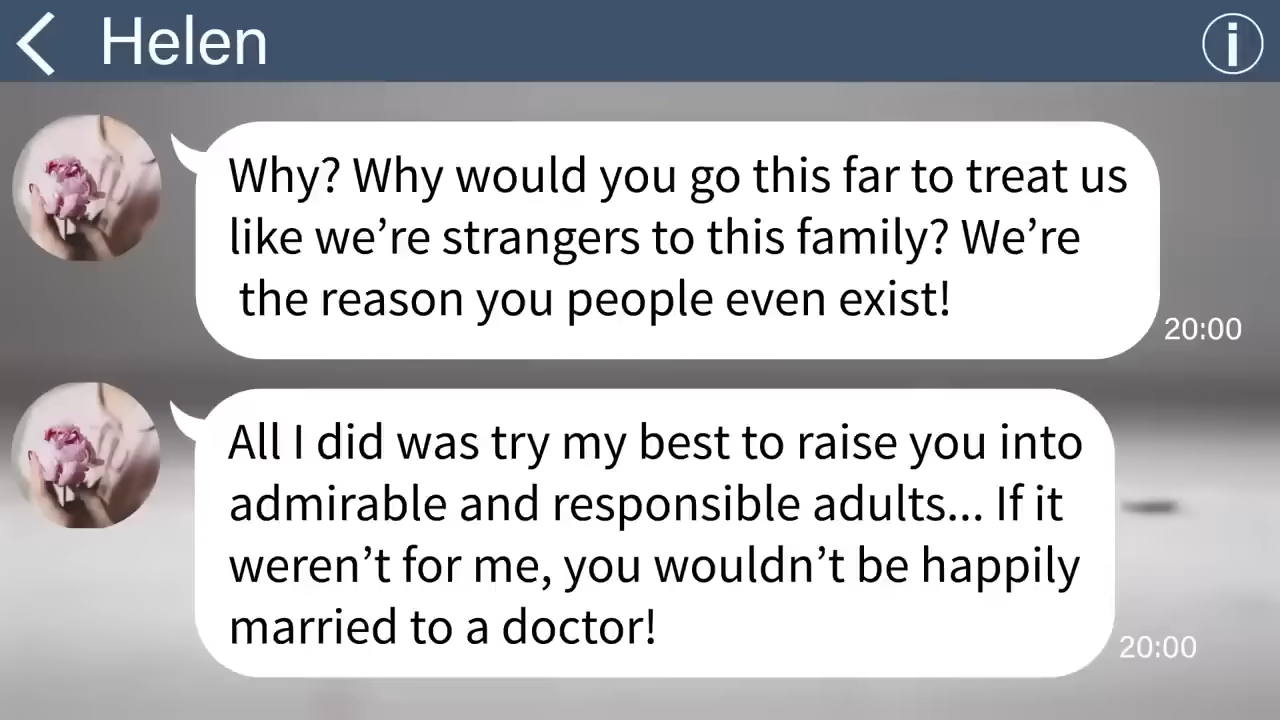 Helen
Why? Why would you go this far to treat us
like we’re strangers to this family? We’re
the reason you people even exist!
20:00
All I did was try my best to raise you into
admirable and responsible adults... If it
weren’t for me, you wouldn’t be happily
married to a doctor!
20:00